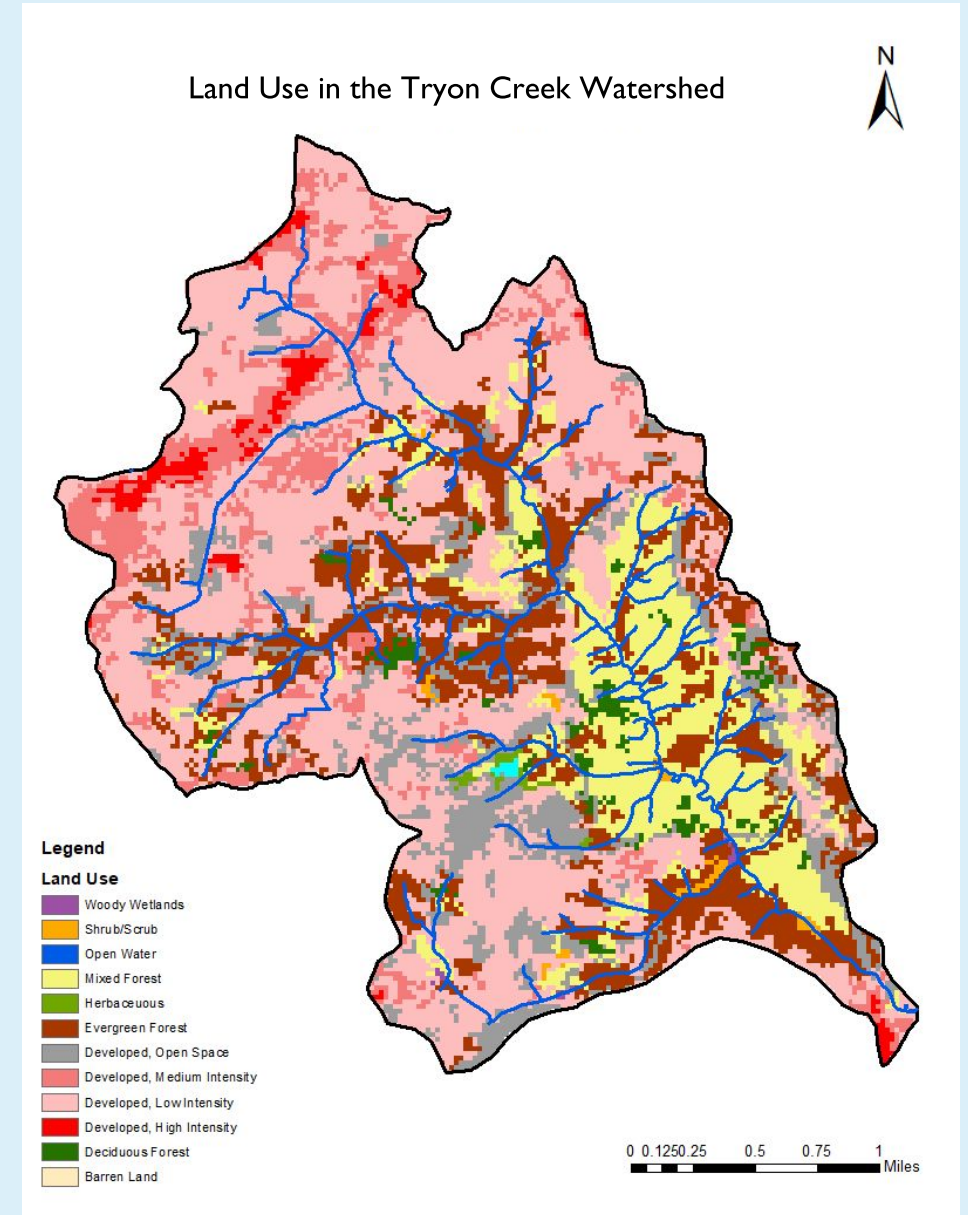 N
Land Use in the Tryon Creek Watershed
Legend
Land Use
Woody Wetlands
Shrub/Scrub
Open Water
Mixed Forest
Herbaceuous
Evergreen Forest
Developed, Open Space
Developed, Medium Intensity
Developed, Low Intensity
Developed, High Intensity
Deciduous Forest
Barren Land
0 0.1250.25 0.5 0.75 1
Miles